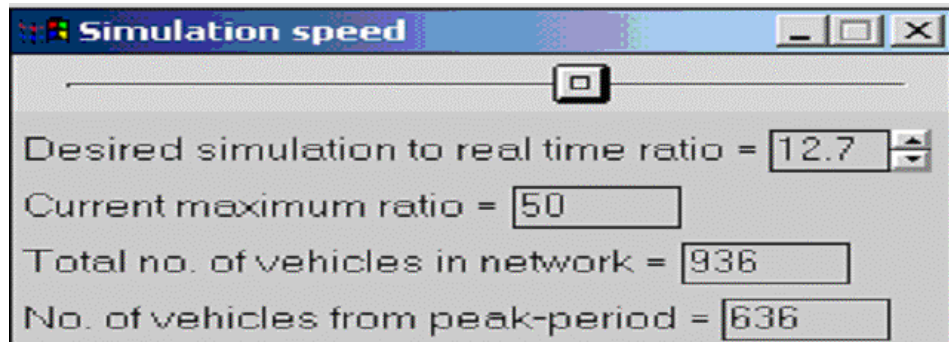 Simulation speed
Desired simulation to real time ratio = 12.7
Current maximum ratio = 50
Total no. of vehicles in network = 936
No. of vehicles from peak-period = 636